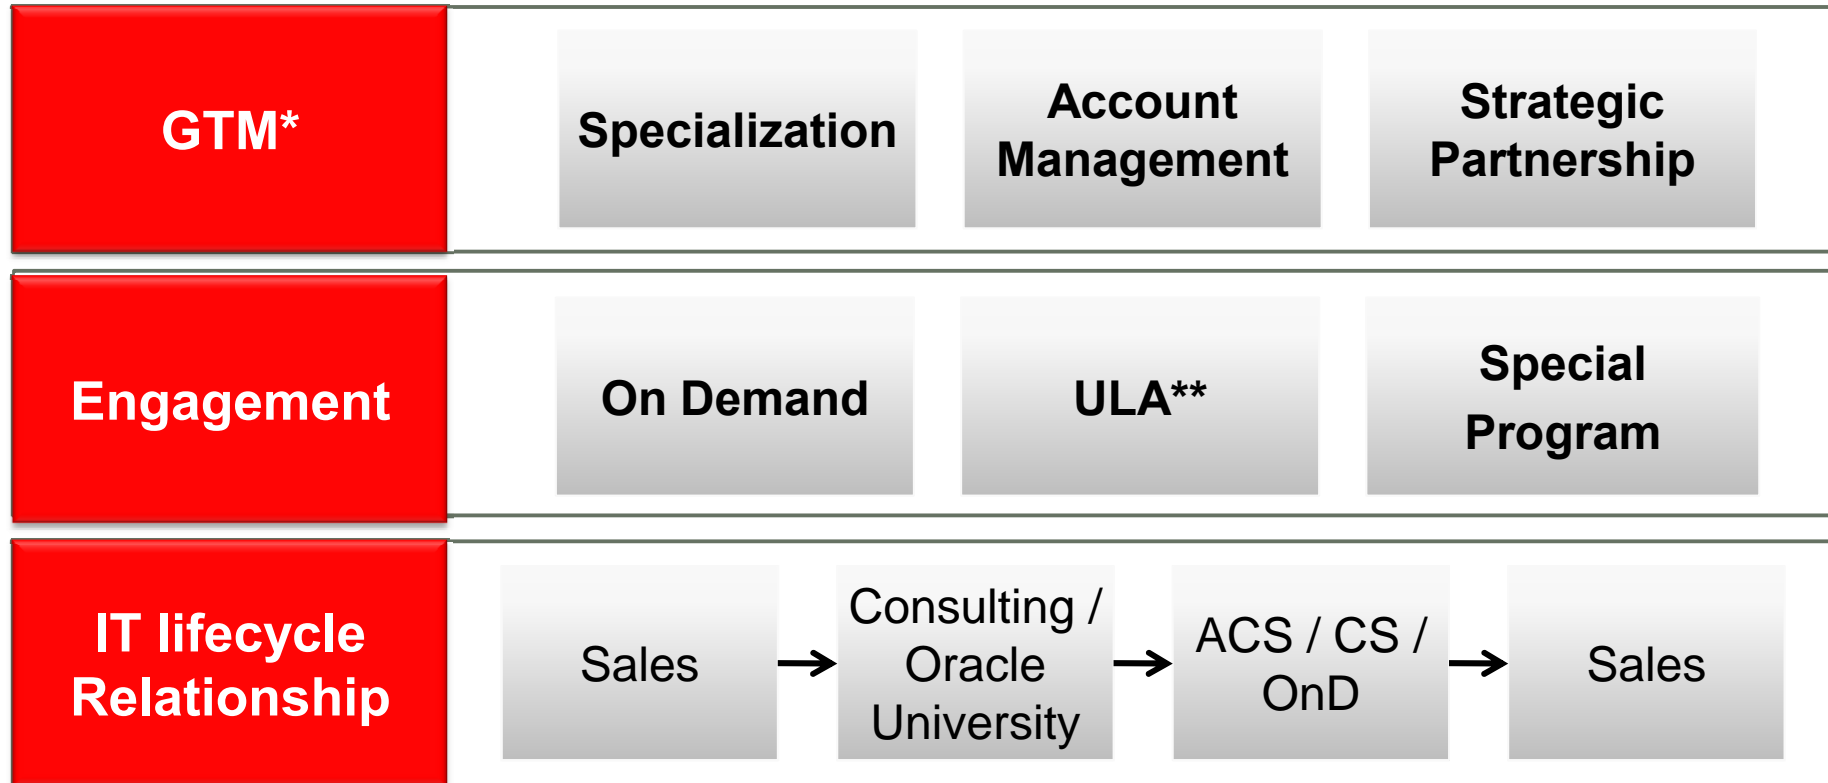 GTM*
Specialization
Account
Management
Strategic
Partnership
Engagement
On Demand
ULA**
Special
Program
IT lifecycle
Relationship
Sales
Consulting /
Oracle
University
ACS / CS /
OnD
Sales